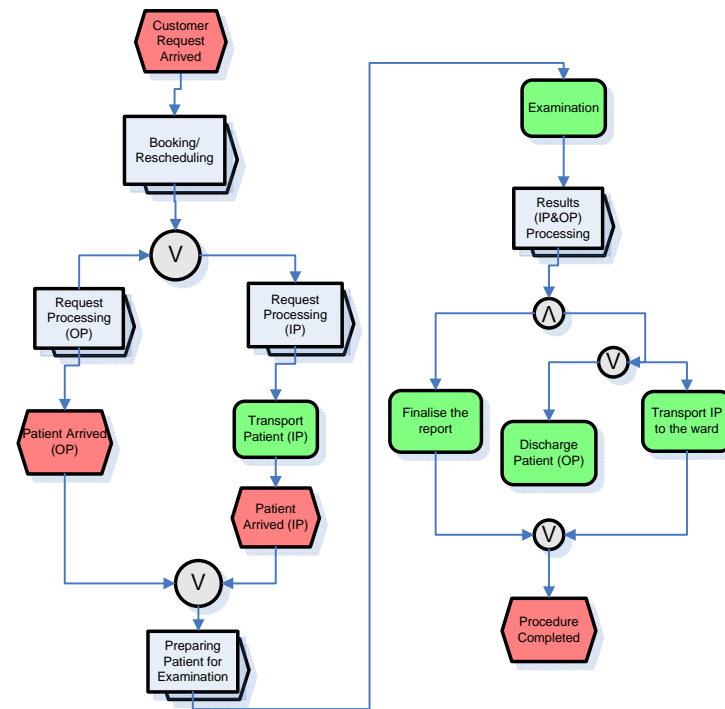 Customer
Request
Arrived
Booking/
Rescheduling
V
Request
Processing
(OP)
Request
Processing
(IP)
Patient Arrived
(OP)
Transport
Patient (IP)
Patient
Arrived (IP)
V
Preparing
Patient for
Examination
Examination
Results
(IP&OP)
Processing
Λ
V
Finalise the
report
Discharge
Patient (OP)
Transport IP
to the ward
V
Procedure
Completed